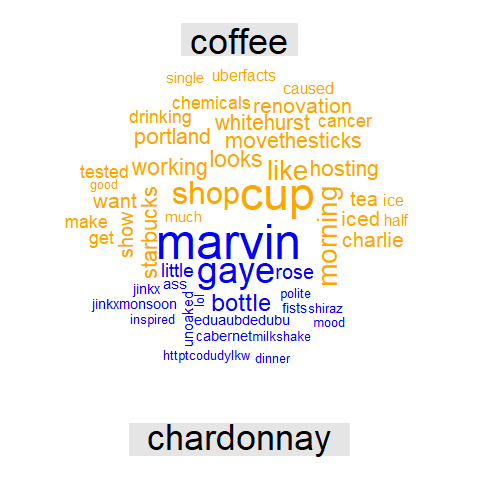 coffee
single uberfacts
caused
chemicals renovation
drinking whitehurst cancer
portland movethesticks
looks
tested working like hosting
good
want shop cup tea ice
make much iced half
get show starbucks morning charlie
marvin
little gaye rose
jinkx ass
jinkxmonsoon lol bottle polite
fists shiraz
inspired unoaked eduaubdedubu mood
cabernet milkshake
httptcodudylkw dinner
chardonnay